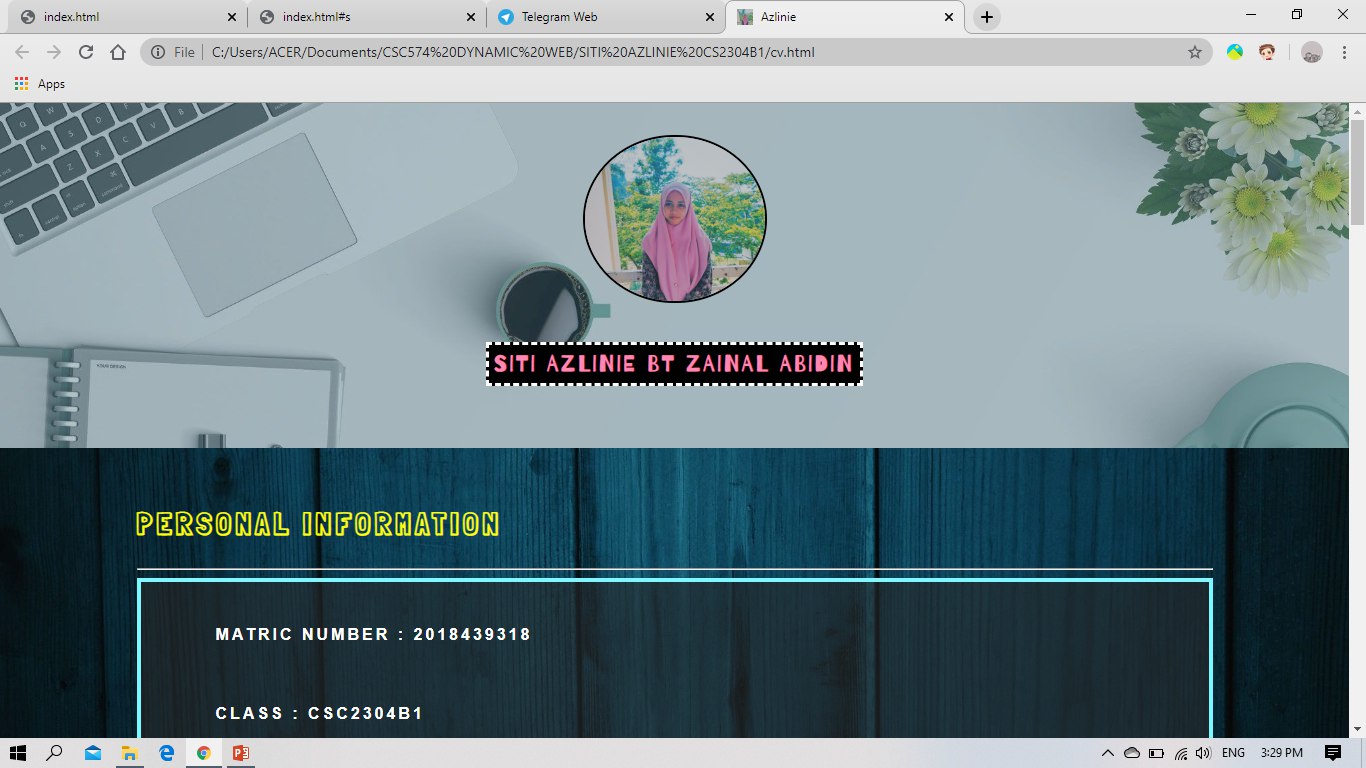 index.html
index.html#s
Telegram Web
Azlinie
File
C:/Users/ACER/Documents/CSC574%20DYNAMIC%20WEB/SITI%20AZLINIE%20CS2304B1/cv.html
Apps
SITI AZLINIE BT ZAINAL ABIDIN
PERSONAL INFORMATION
MATRIC NUMBER : 2018439318
CLASS : CSC2304B1
ENG
3:29 PM